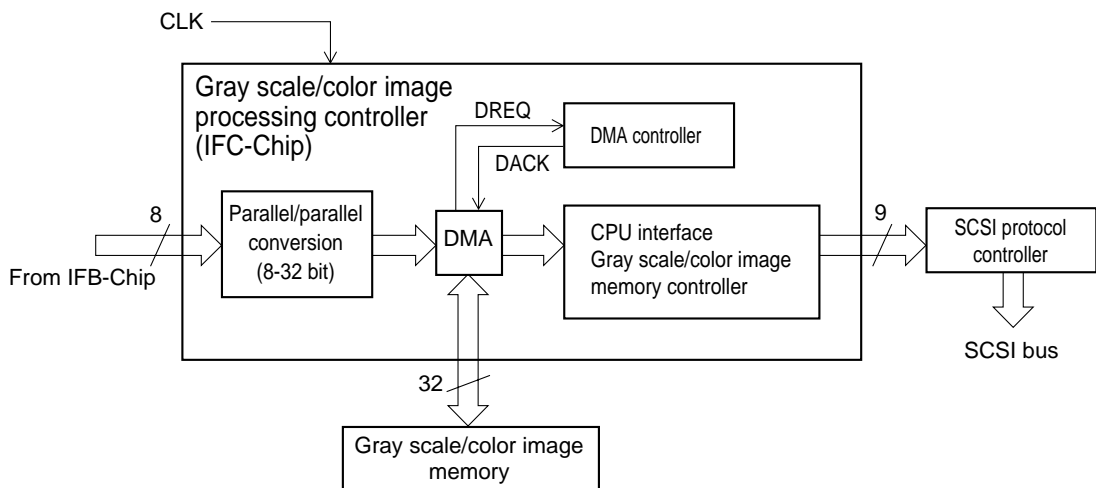 CLK
Gray scale/color image
processing controller
(IFC-Chip)
DREQ
DMA controller
DACK
8
Parallel/parallel
conversion
(8-32 bit)
DMA
CPU interface
Gray scale/color image
memory controller
9
SCSI protocol
controller
From IFB-Chip
SCSI bus
32
Gray scale/color image
memory